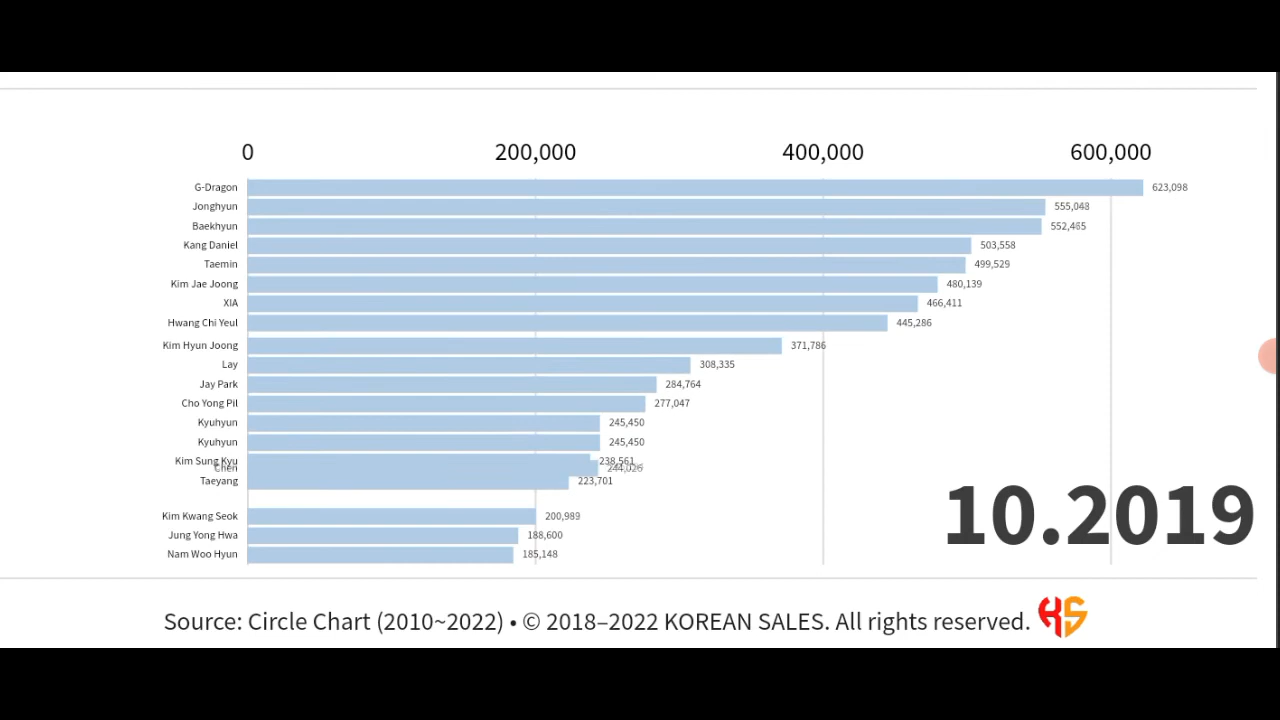 0 200,000 400,000 600,000
G-Dragon 623,098
Jonghyun 555,048
Baekhyun 552,465
Kang Daniel 503,558
Taemin 499,529
Kim Jae Joong 480,139
XIA 466,411
Hwang Chi Yeul 445,286
Kim Hyun Joong 371,786
Lay 308,335
Jay Park 284,764
Cho Yong Pil 277,047
Kyuhyun 245,450
Kyuhyun 245,450
Kim Sung Kyu 238,561
Chen
Taeyang 223,701
Kim Kwang Seok 200,989
Jung Yong Hwa 188,600
Nam Woo Hyun 185,148
10.2019
Source: Circle Chart (2010~2022) • © 2018–2022 KOREAN SALES. All rights reserved. KS